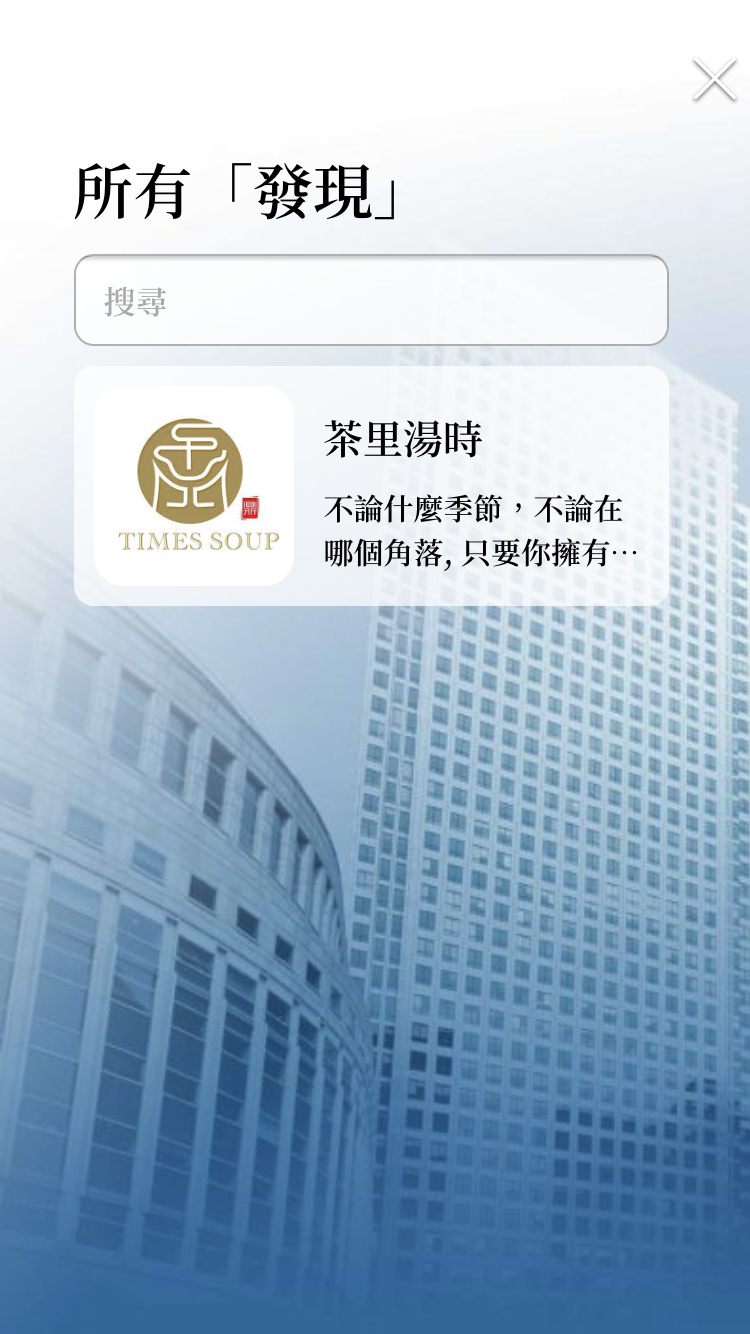 所有「發現」
搜尋
茶里湯時
不論什麼季節，不論在
哪個角落, 只要你擁有…
鼎
TIMES SOUP